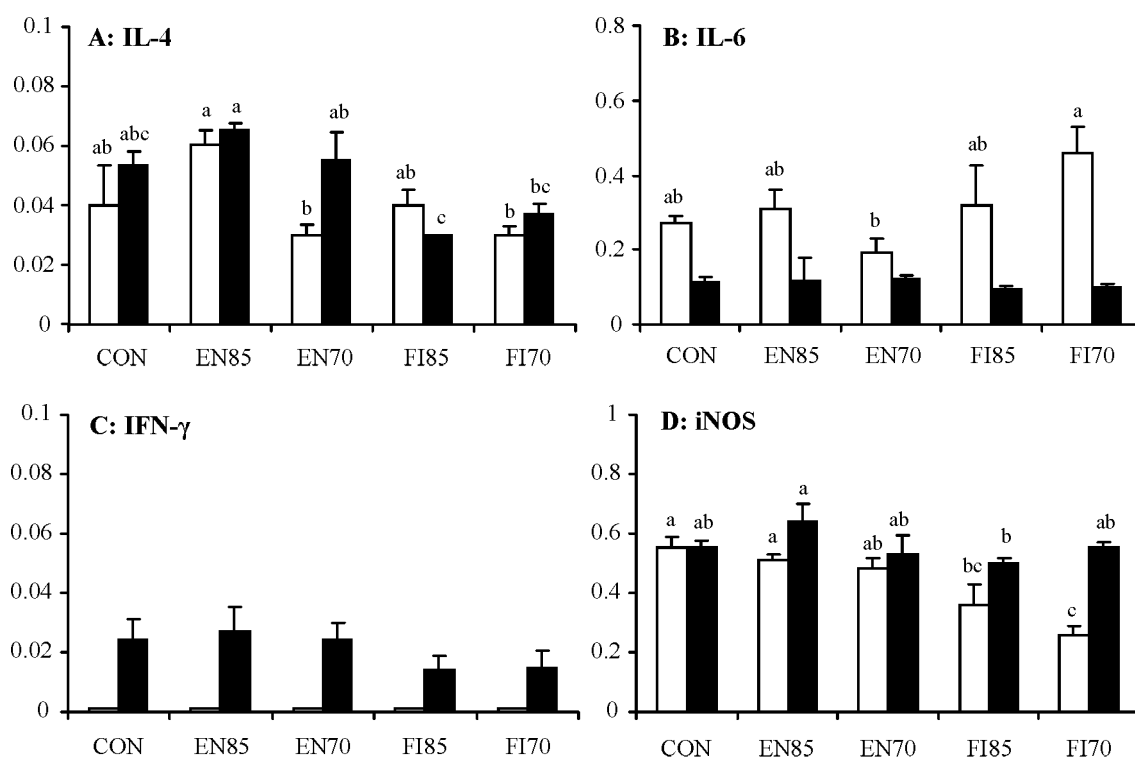 A: IL-4
0.1
0.08
0.06
0.04
0.02
0
ab abc a a b ab ab c b bc
CON EN85 EN70 FI85 FI70
B: IL-6
0.8
0.6
0.4
0.2
0
ab ab b ab a
CON EN85 EN70 FI85 FI70
C: IFN-γ
0.1
0.08
0.06
0.04
0.02
0
CON EN85 EN70 FI85 FI70
D: iNOS
1
0.8
0.6
0.4
0.2
0
a ab a a ab ab bc b c ab
CON EN85 EN70 FI85 FI70